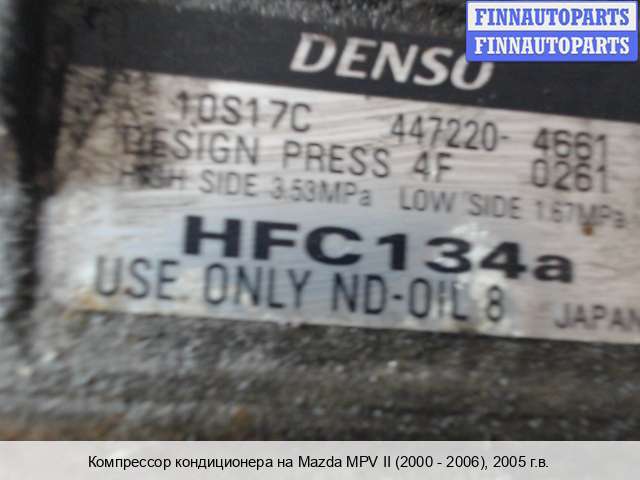 FINNAUTOPARTS
FINNAUTOPARTS
DENSO
10S17C 447220-4661
DESIGN PRESS 4F 0261
HIGH SIDE 3.53MPa LOW SIDE 1.67MPa
HFC134a
USE ONLY ND-OIL 8 JAPAN
Компрессор кондиционера на Mazda MPV II (2000 - 2006), 2005 г.в.